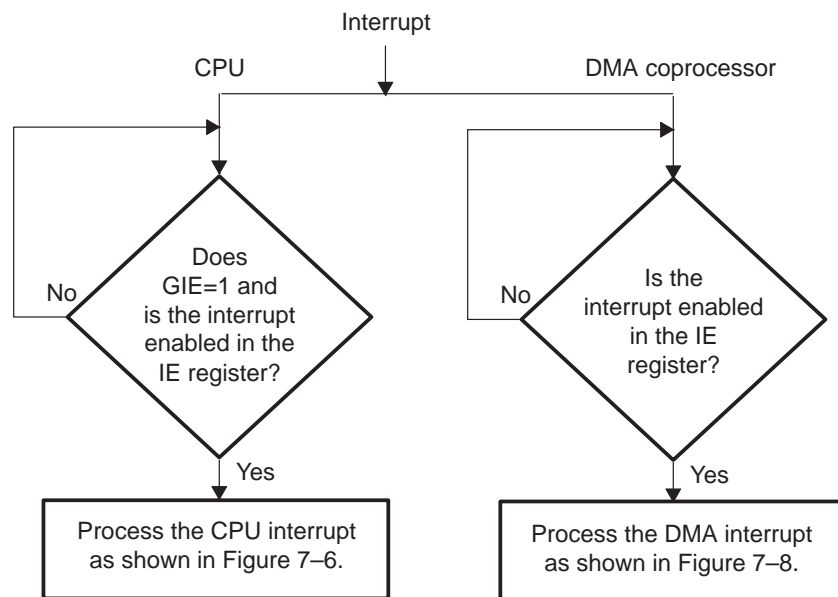 Interrupt
CPU
DMA coprocessor
Does
GIE=1 and
is the interrupt
enabled in the
IE register?
No
Yes
Process the CPU interrupt
as shown in Figure 7–6.
Is the
interrupt enabled
in the IE
register?
No
Yes
Process the DMA interrupt
as shown in Figure 7–8.